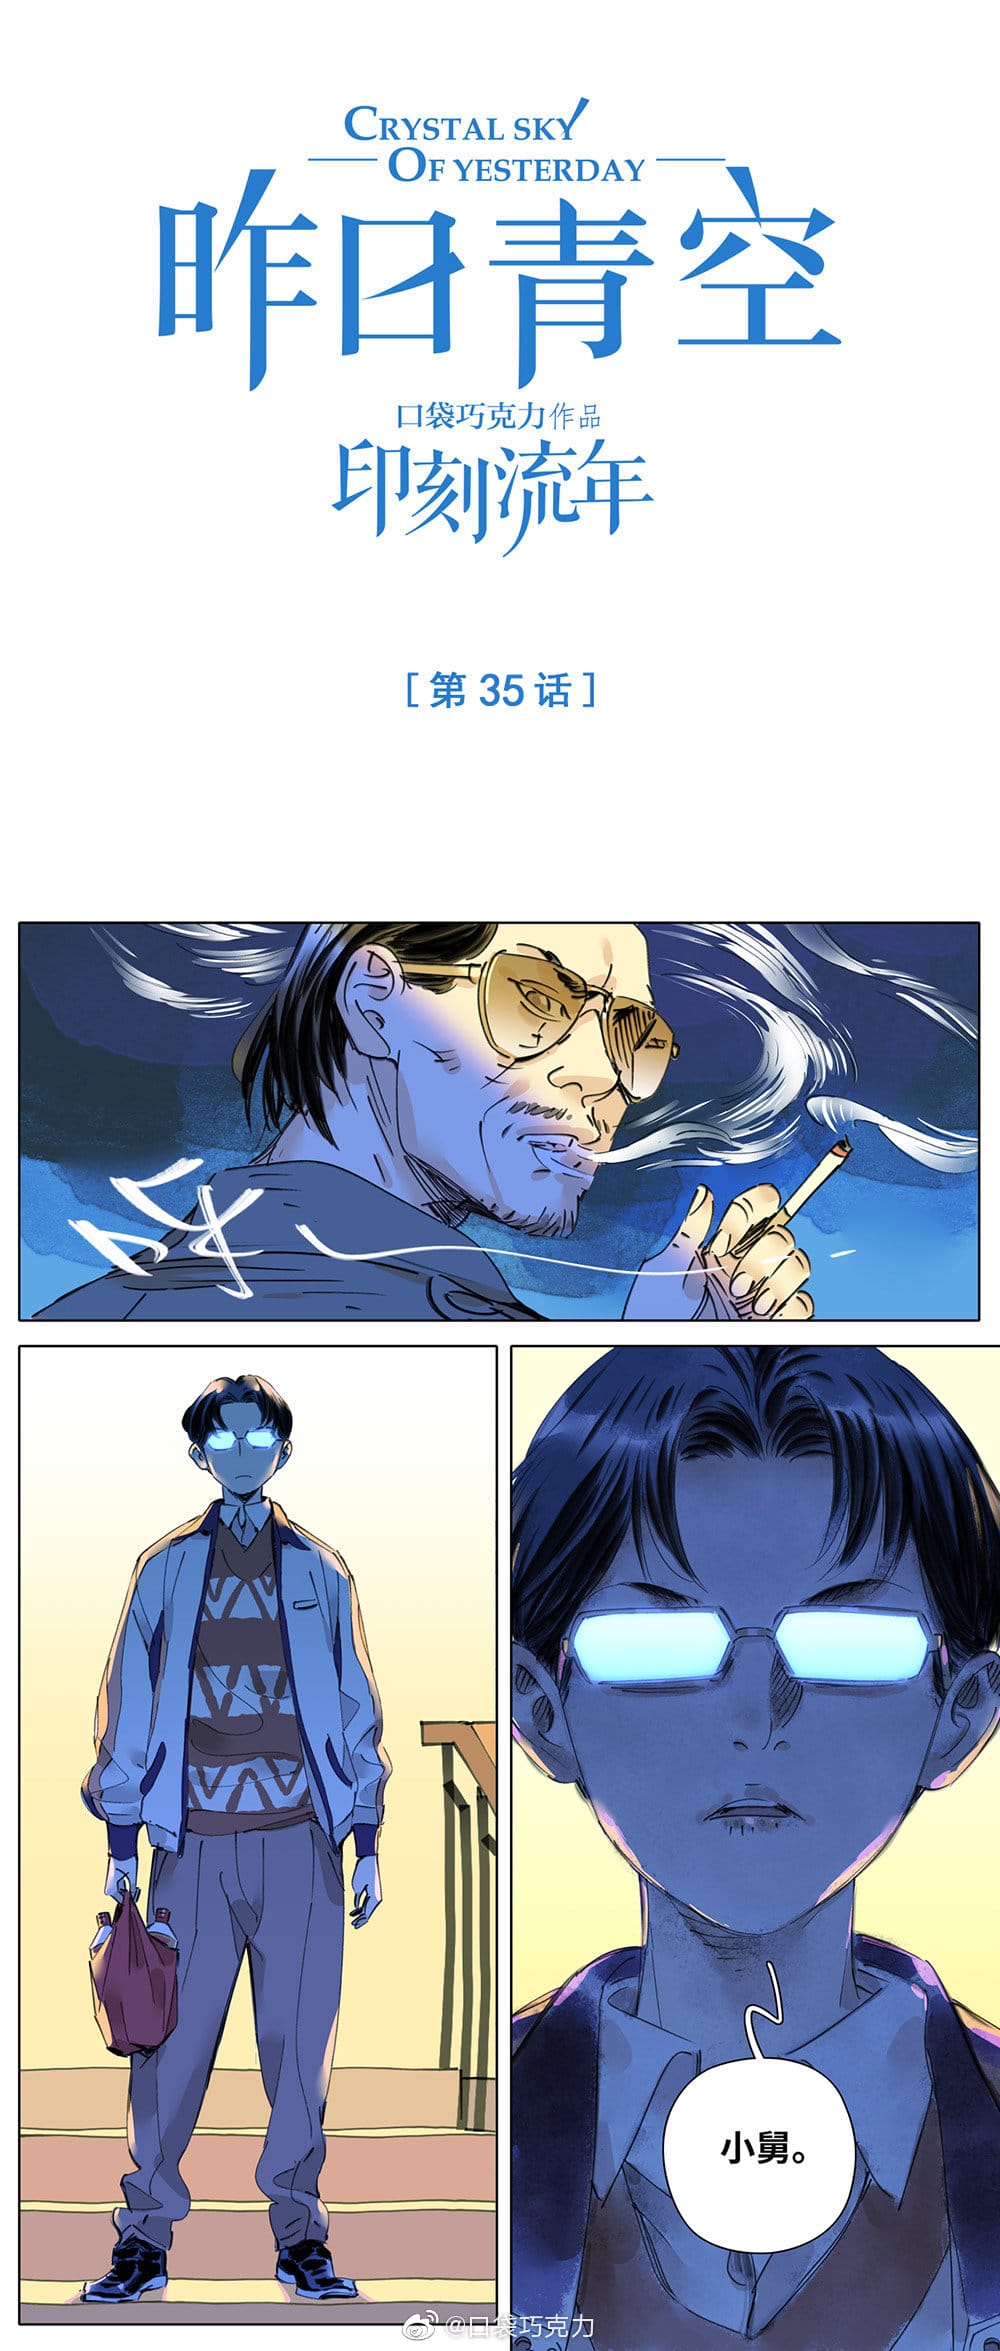 CRYSTAL SKY
OF YESTERDAY
昨日青空
口袋巧克力作品
印刻流年
[第35话]
小舅。
@口袋巧克力